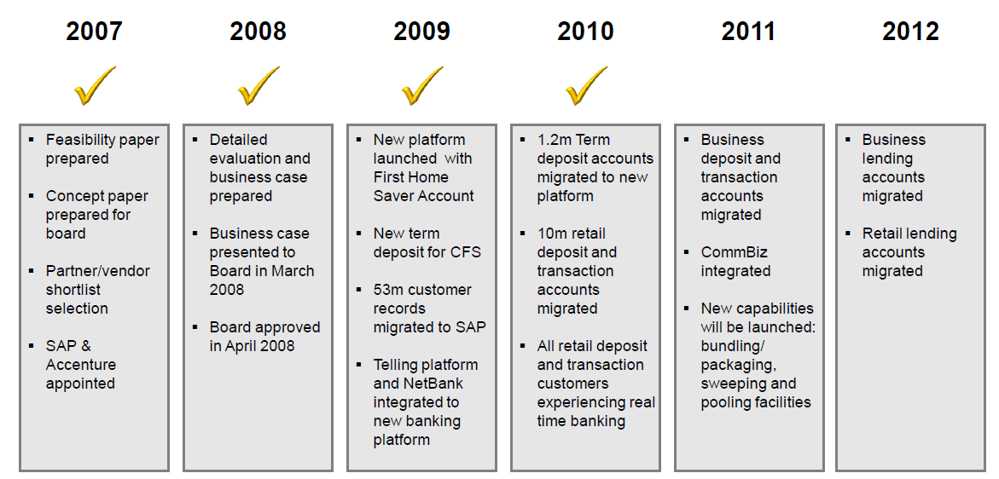 2007
2008
2009
2010
2011
2012
▪ Feasibility paper
prepared
▪ Concept paper
prepared for
board
▪ Partner/vendor
shortlist
selection
▪ SAP &
Accenture
appointed
▪ Detailed
evaluation and
business case
prepared
▪ Business case
presented to
Board in March
2008
▪ Board approved
in April 2008
▪ New platform
launched with
First Home
Saver Account
▪ New term
deposit for CFS
▪ 53m customer
records
migrated to SAP
▪ Telling platform
and NetBank
integrated to
new banking
platform
▪ 1.2m Term
deposit accounts
migrated to new
platform
▪ 10m retail
deposit and
transaction
accounts
migrated
▪ All retail deposit
and transaction
customers
experiencing real
time banking
▪ Business
deposit and
transaction
accounts
migrated
▪ CommBiz
integrated
▪ New capabilities
will be launched:
bundling/
packaging,
sweeping and
pooling facilities
▪ Business
lending
accounts
migrated
▪ Retail lending
accounts
migrated